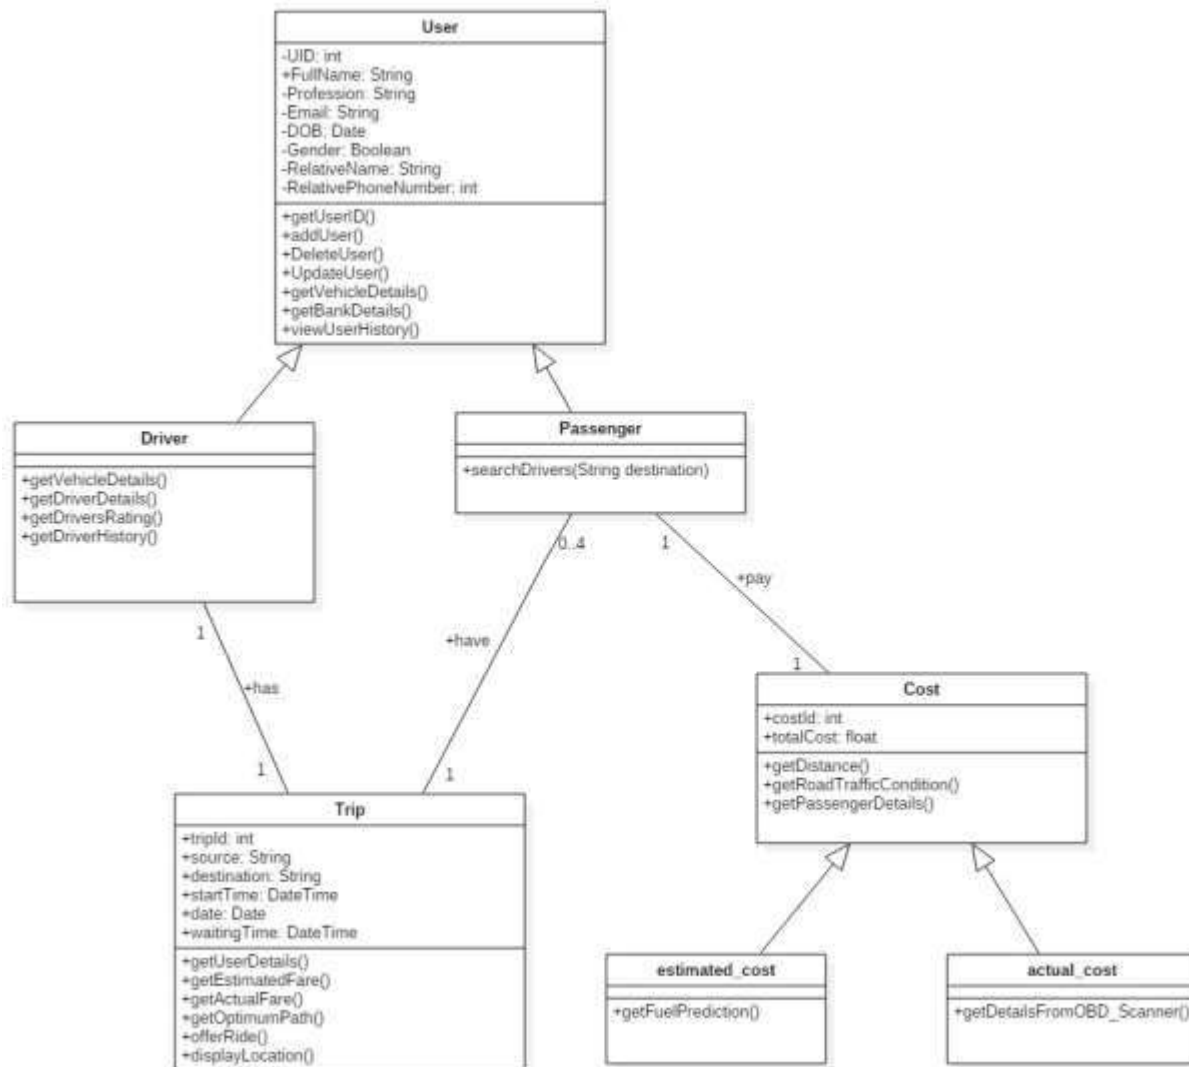 User
-UID: int
+FullName: String
-Profession: String
-Email: String
-DOB: Date
-Gender: Boolean
-RelativeName: String
-RelativePhoneNumber: int
+getUserID()
+addUser()
+DeleteUser()
+UpdateUser()
+getVehicleDetails()
+getBankDetails()
+viewUserHistory()
Driver
+getVehicleDetails()
+getDriverDetails()
+getDriversRating()
+getDriverHistory()
Passenger
+searchDrivers(String destination)
0..4
1
+pay
1
+have
1
+has
1
1
Cost
+costId: int
+totalCost: float
+getDistance()
+getRoadTrafficCondition()
+getPassengerDetails()
Trip
+tripId: int
+source: String
+destination: String
+startTime: DateTime
+date: Date
+waitingTime: DateTime
+getUserDetails()
+getEstimatedFare()
+getActualFare()
+getOptimumPath()
+offerRide()
+displayLocation()
estimated_cost
+getFuelPrediction()
actual_cost
+getDetailsFromOBD_Scanner()